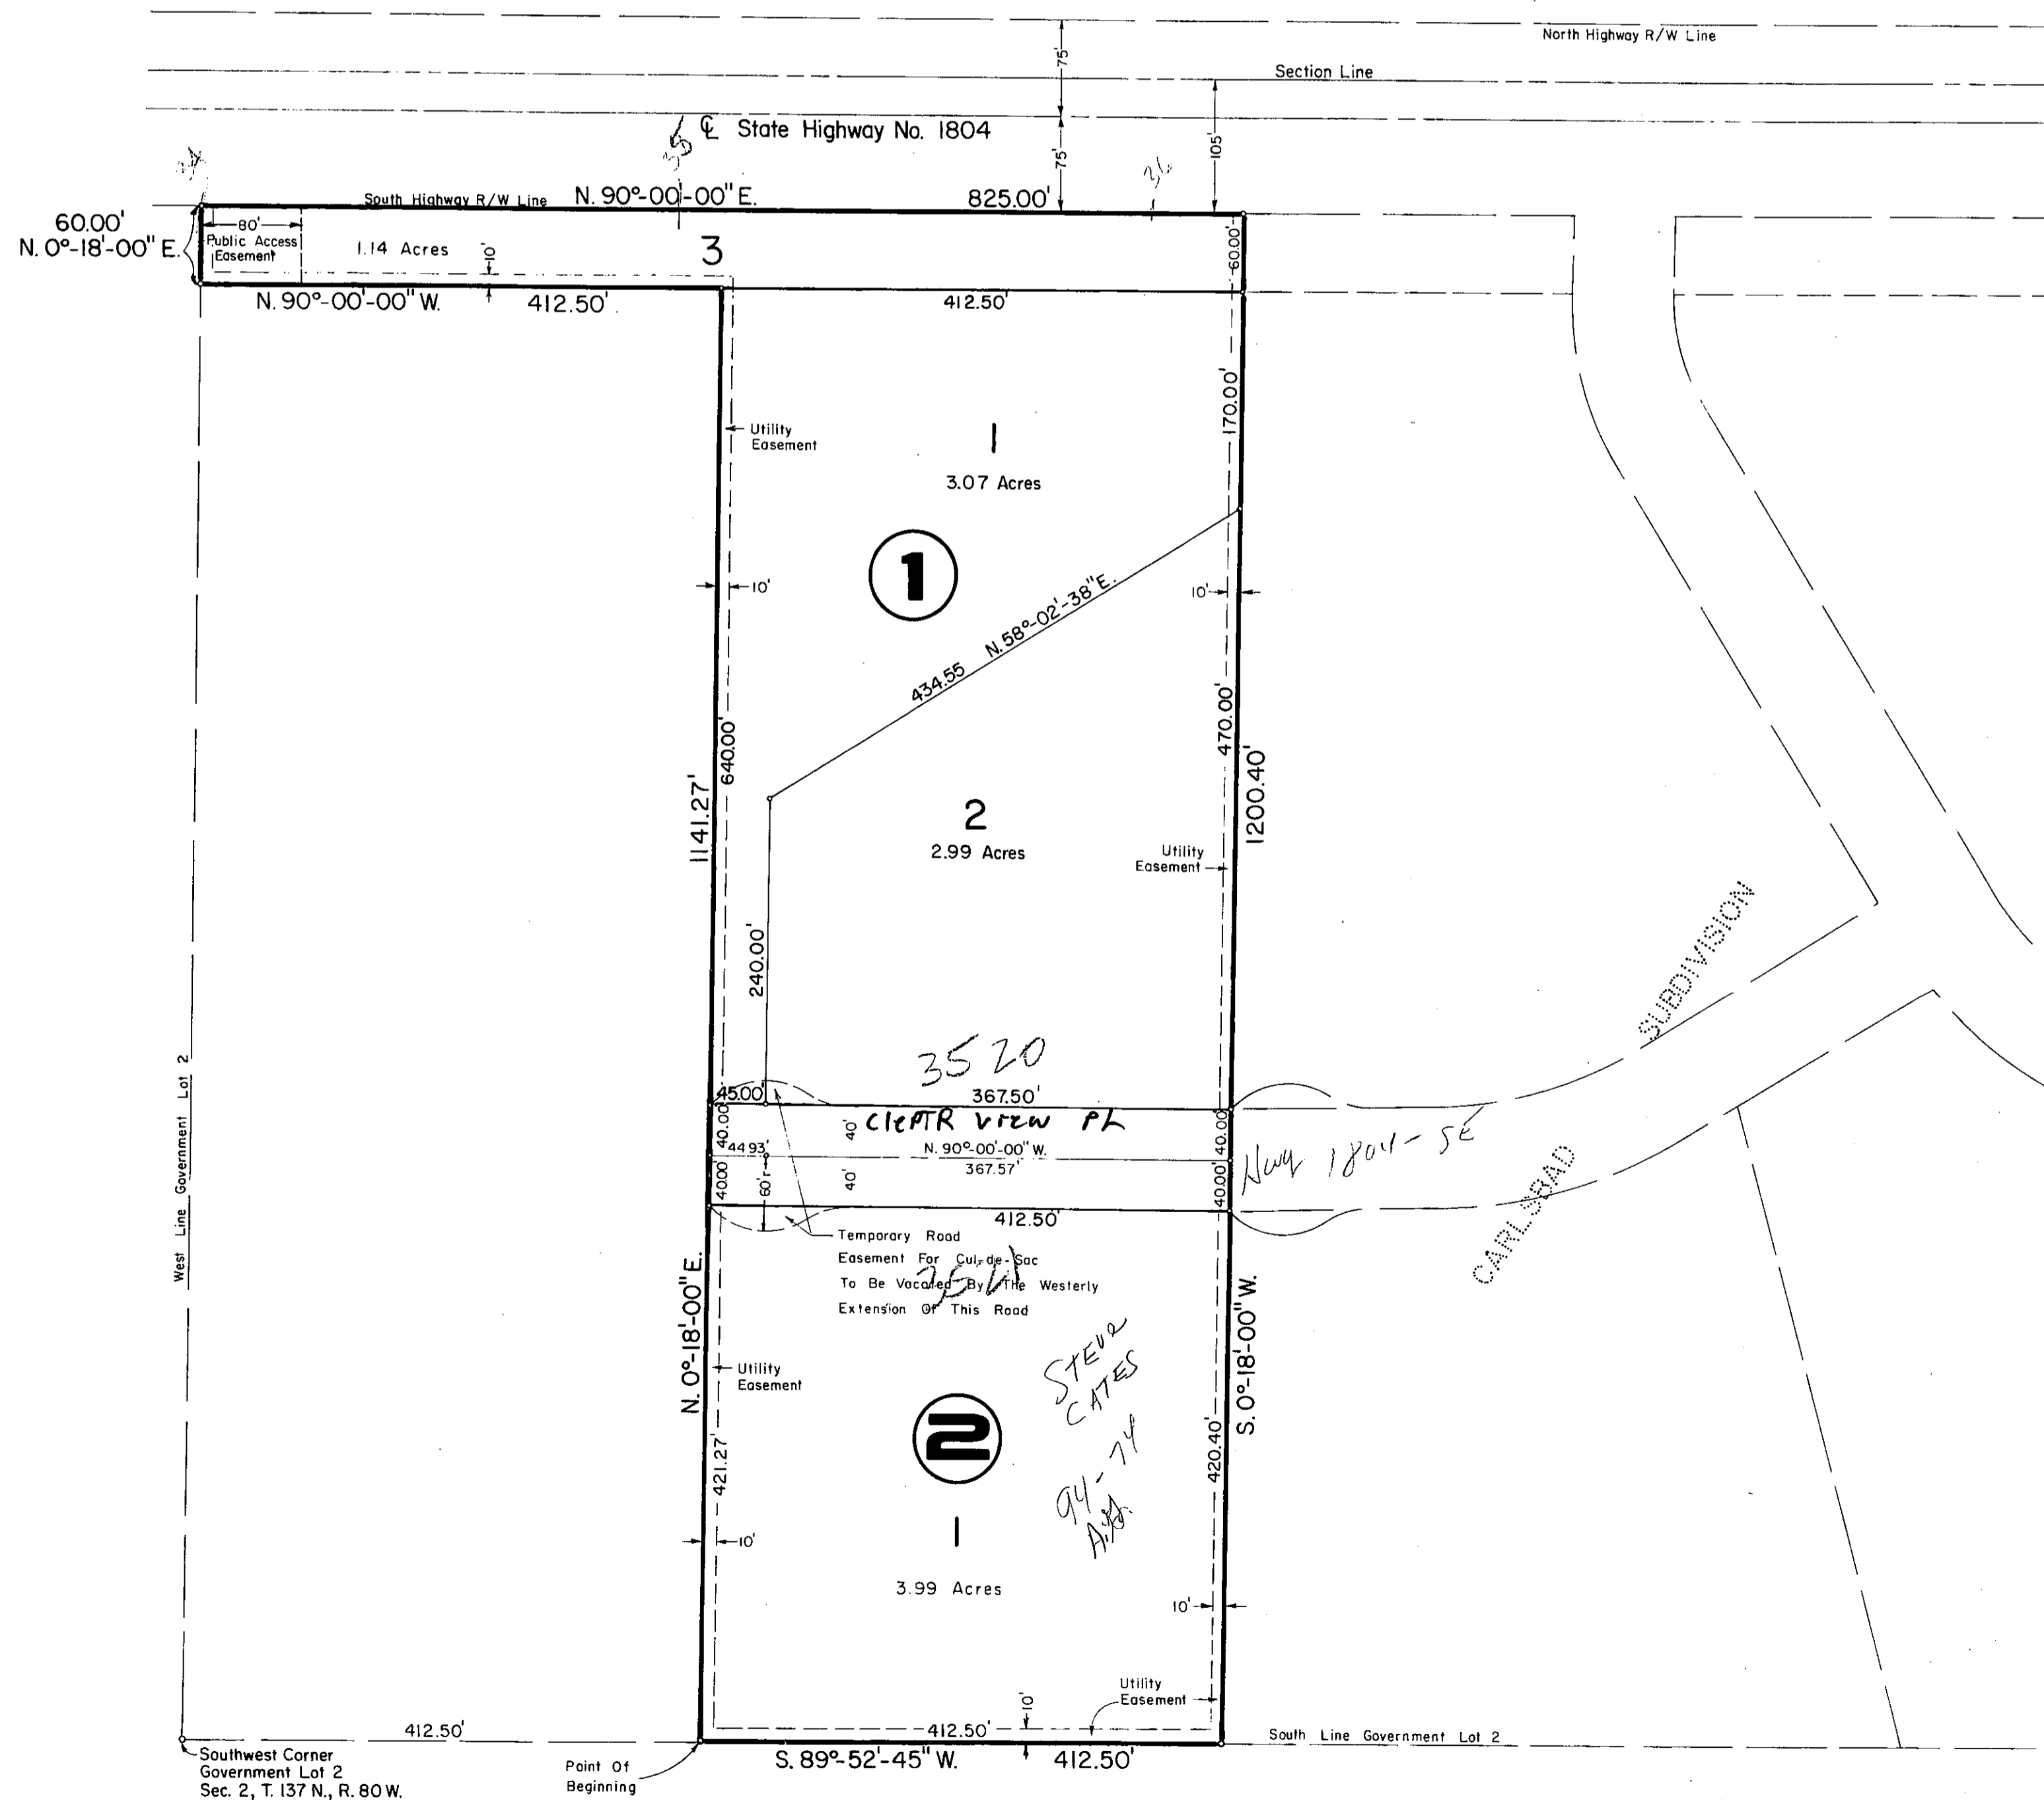 North Highway R/W Line
75'
Section Line
℄ State Highway No. 1804
35
75'
105'
36
South Highway R/W Line N. 90°-00'-00" E. 825.00'
60.00'
N. 0°-18'-00" E.
80'
Public Access
Easement
1.14 Acres
10'
3
60.00'
N. 90°-00'-00" W. 412.50'
412.50'
170.00'
Utility
Easement
1
3.07 Acres
1
10'
10'
434.55 N. 58°-02'-38" E.
640.00'
470.00'
1141.27'
1200.40'
2
2.99 Acres
Utility
Easement
240.00'
SUBDIVISION
West Line Government Lot 2
3520
45.00'
367.50'
40.00'
40'
VIEW PL
40.00'
44.93'
N. 90°-00'-00" W.
367.57'
40.00
60'r
40'
40.00'
Hwy 1804 - SE
CARLSBAD
412.50'
Temporary Road
Easement For Cul-de-Sac
To Be Vacated By The Westerly
Extension Of This Road
3521
N. 0°-18'-00" E.
S. 0°-18'-00" W.
Utility
Easement
STEVE
CATES
94-74
2
421.27'
420.40'
1
10'
3.99 Acres
10'
Utility
Easement
10'
412.50'
412.50'
South Line Government Lot 2
S. 89°-52'-45" W. 412.50'
Southwest Corner
Government Lot 2
Sec. 2, T. 137 N., R. 80 W.
Point Of
Beginning